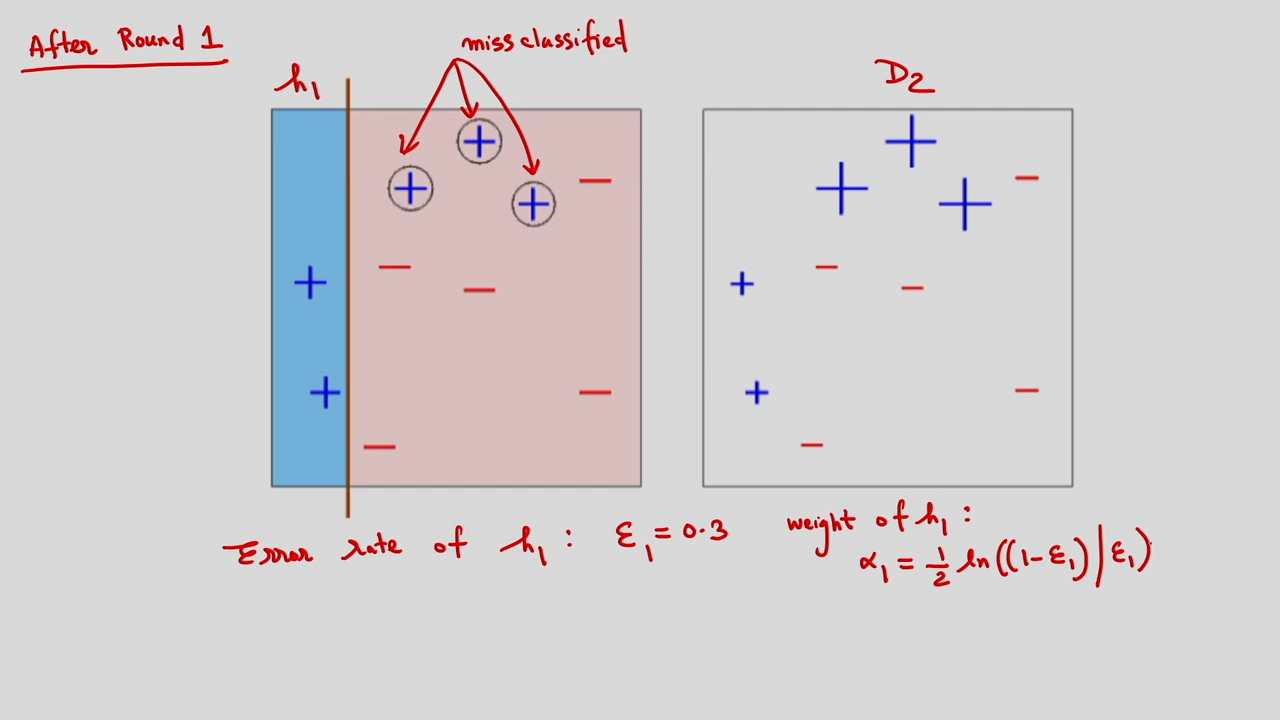 After Round 1
miss classified
h₁
D₂
Error rate of h₁ : ε₁ = 0.3
weight of h₁ :
α₁ = 1/2 ln((1-ε₁)|ε₁)